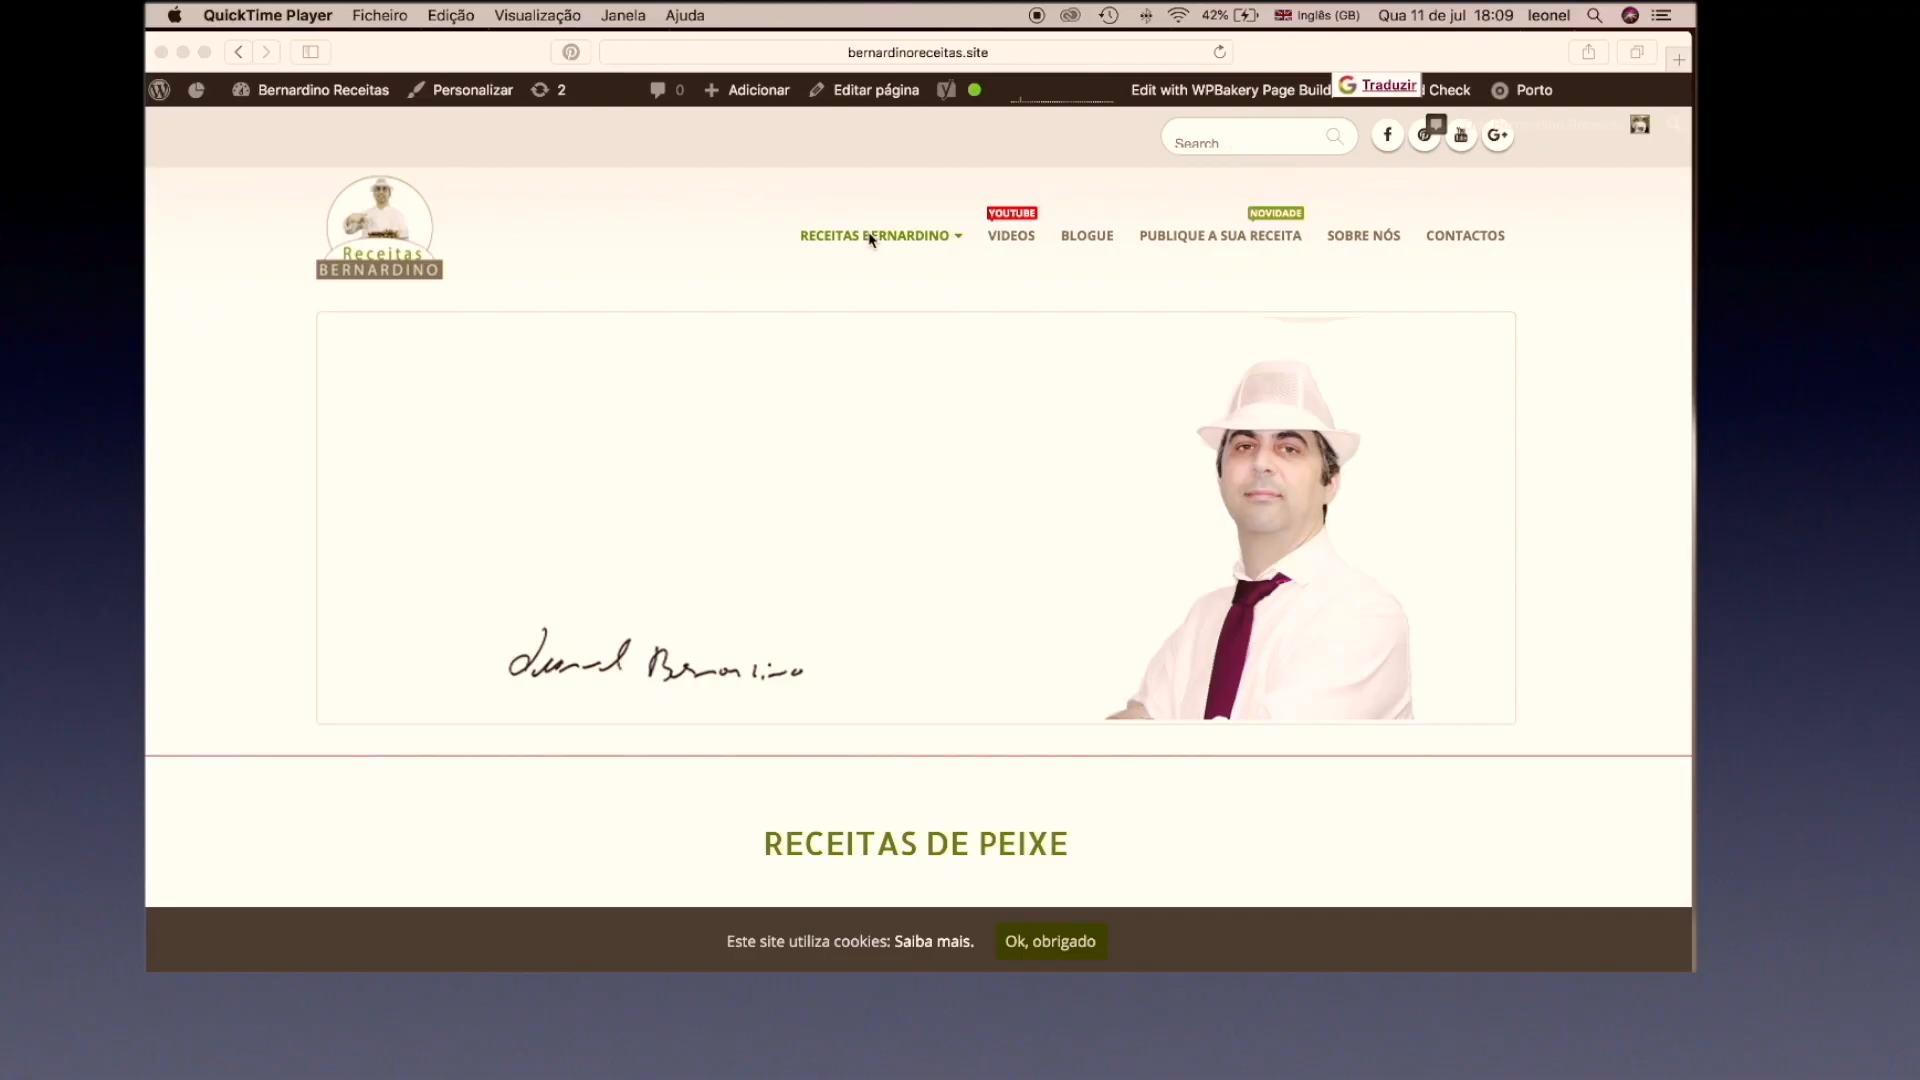 QuickTime Player Ficheiro Edição Visualização Janela Ajuda 42% Inglês (GB) Qua 11 de jul 18:09 leonel
bernardinoreceitas.site
Bernardino Receitas Personalizar 2 0 Adicionar Editar página Edit with WPBakery Page Build Traduzir Check Porto
Search
Receitas
BERNARDINO
YOUTUBE NOVIDADE
RECEITAS BERNARDINO VIDEOS BLOGUE PUBLIQUE A SUA RECEITA SOBRE NÓS CONTACTOS
Leonel Bernardino
RECEITAS DE PEIXE
Este site utiliza cookies: Saiba mais. Ok, obrigado